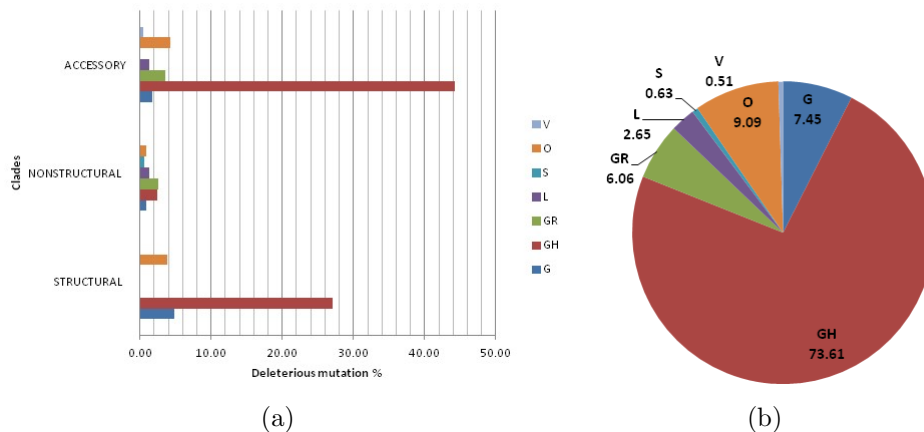 Clades
ACCESSORY
NONSTRUCTURAL
STRUCTURAL
0.00 10.00 20.00 30.00 40.00 50.00
Deleterious mutation %
V
O
S
L
GR
GH
G
(a)
V
0.51
S
0.63
O
9.09
G
7.45
L
2.65
GR
6.06
GH
73.61
(b)